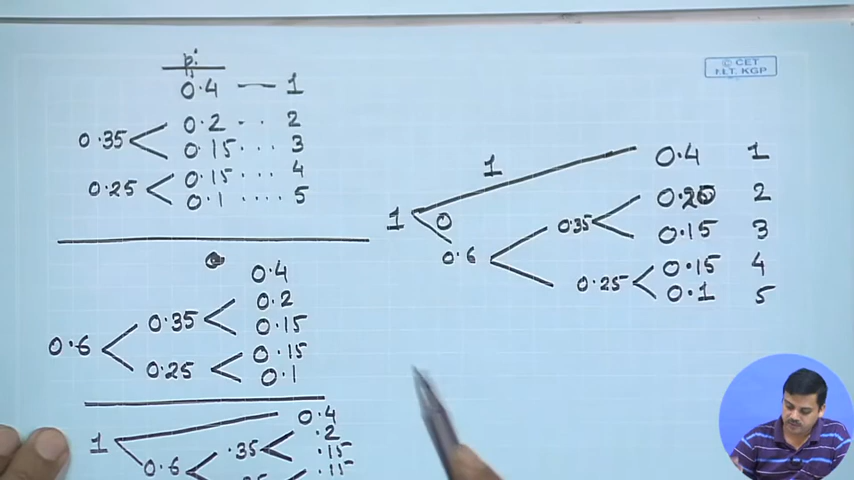 pi
0.4 — 1
0.35 0.2 · · 2
0.15 · · · 3
0.25 0.15 · · · 4
0.1 · · · · 5
0.4
0.2
0.6 0.35 0.15
0.25 0.15
0.1
0.4
1 .2
.35 .15
0.6 .15
© CET
I.I.T. KGP
1 0.4 1
1 0 0.20 2
0.35 0.15 3
0.6 0.15 4
0.25 0.1 5